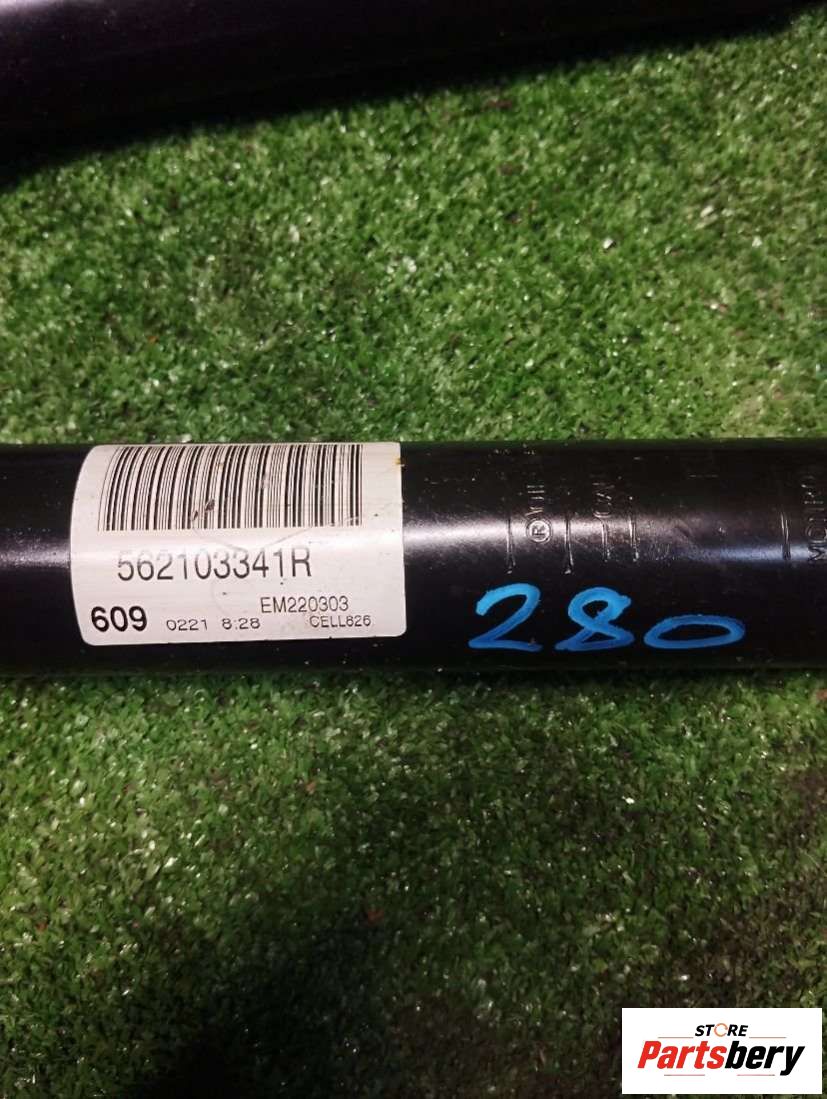 562103341R
EM220303
609 0221 8:28 CELL826
280
STORE
Partsbery